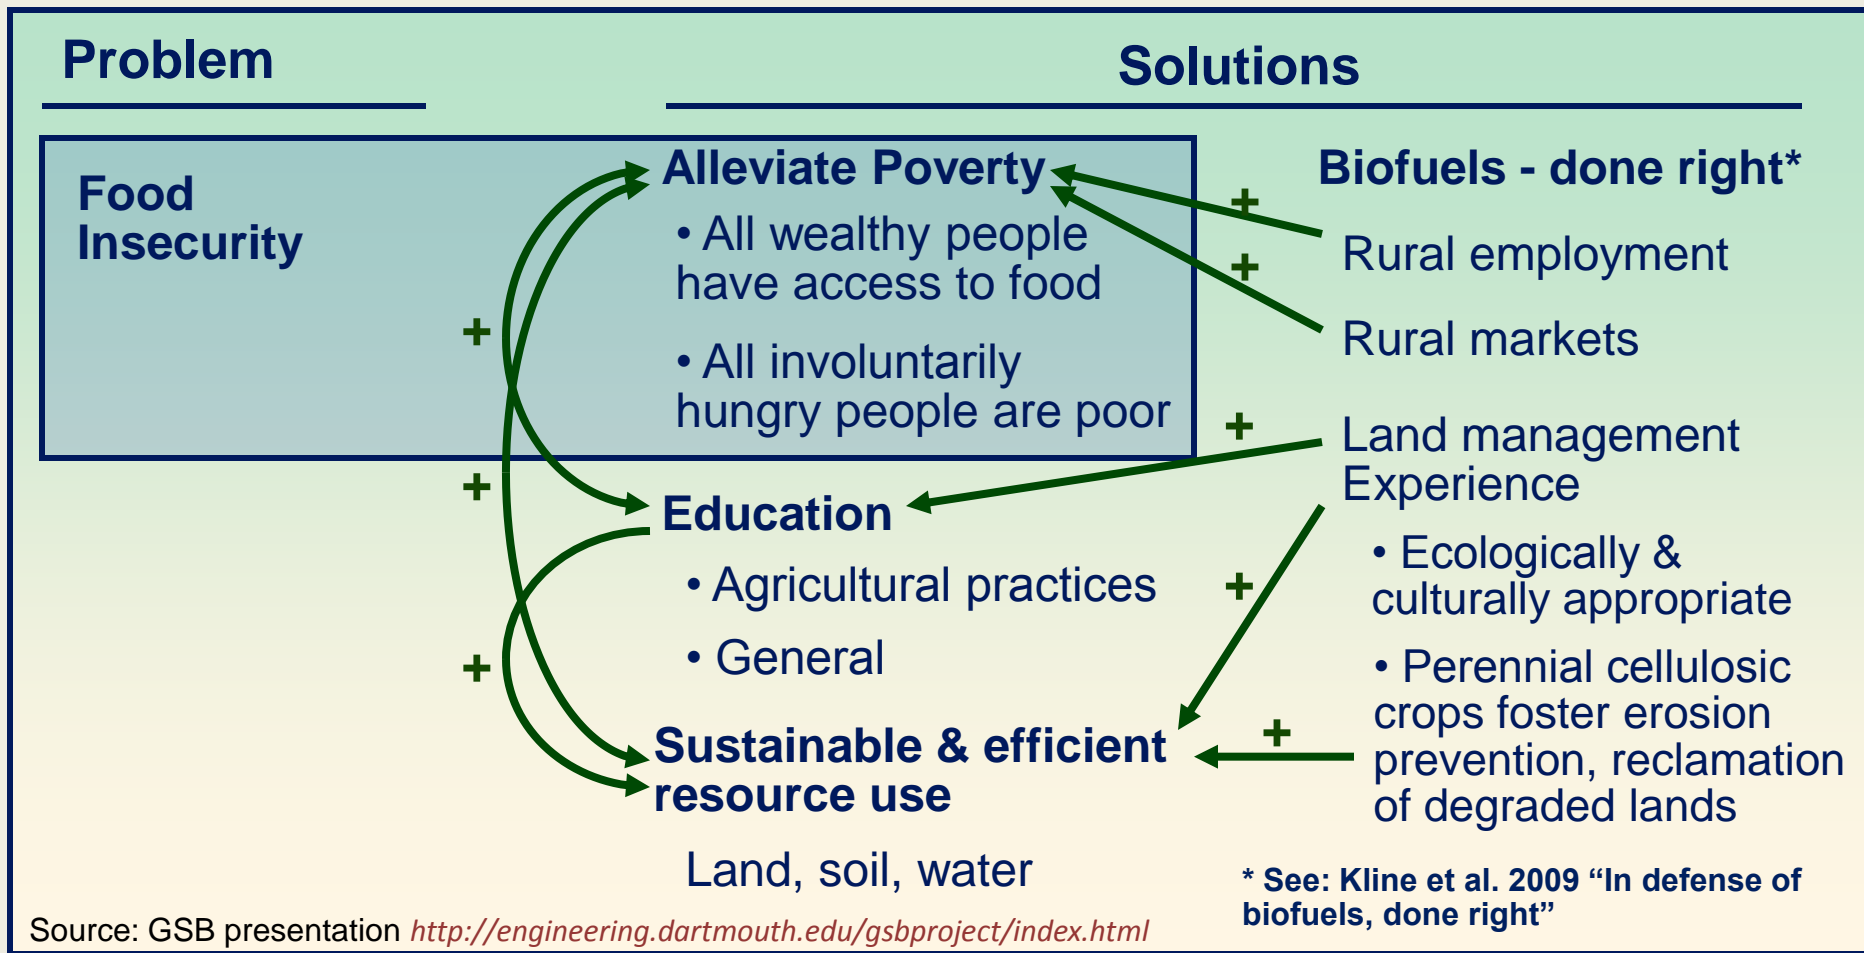 Problem
Solutions
Food
Insecurity
Alleviate Poverty
• All wealthy people
have access to food
• All involuntarily
hungry people are poor
Education
• Agricultural practices
• General
Sustainable & efficient
resource use
Land, soil, water
Biofuels - done right*
Rural employment
Rural markets
Land management
Experience
• Ecologically &
culturally appropriate
• Perennial cellulosic
crops foster erosion
prevention, reclamation
of degraded lands
+
+
+
+
+
+
+
+
* See: Kline et al. 2009 “In defense of
biofuels, done right”
Source: GSB presentation http://engineering.dartmouth.edu/gsbproject/index.html